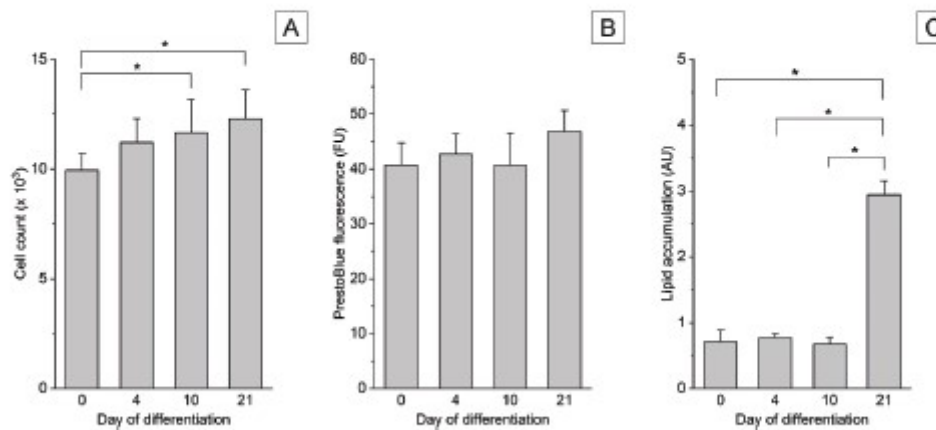 A
Cell count (x 10³)
15
10
5
0
*
*
0 4 10 21
Day of differentiation
B
PrestoBlue fluorescence (FU)
60
50
40
30
20
10
0
0 4 10 21
Day of differentiation
C
Lipid accumulation (AU)
5
4
3
2
1
0
*
*
*
0 4 10 21
Day of differentiation